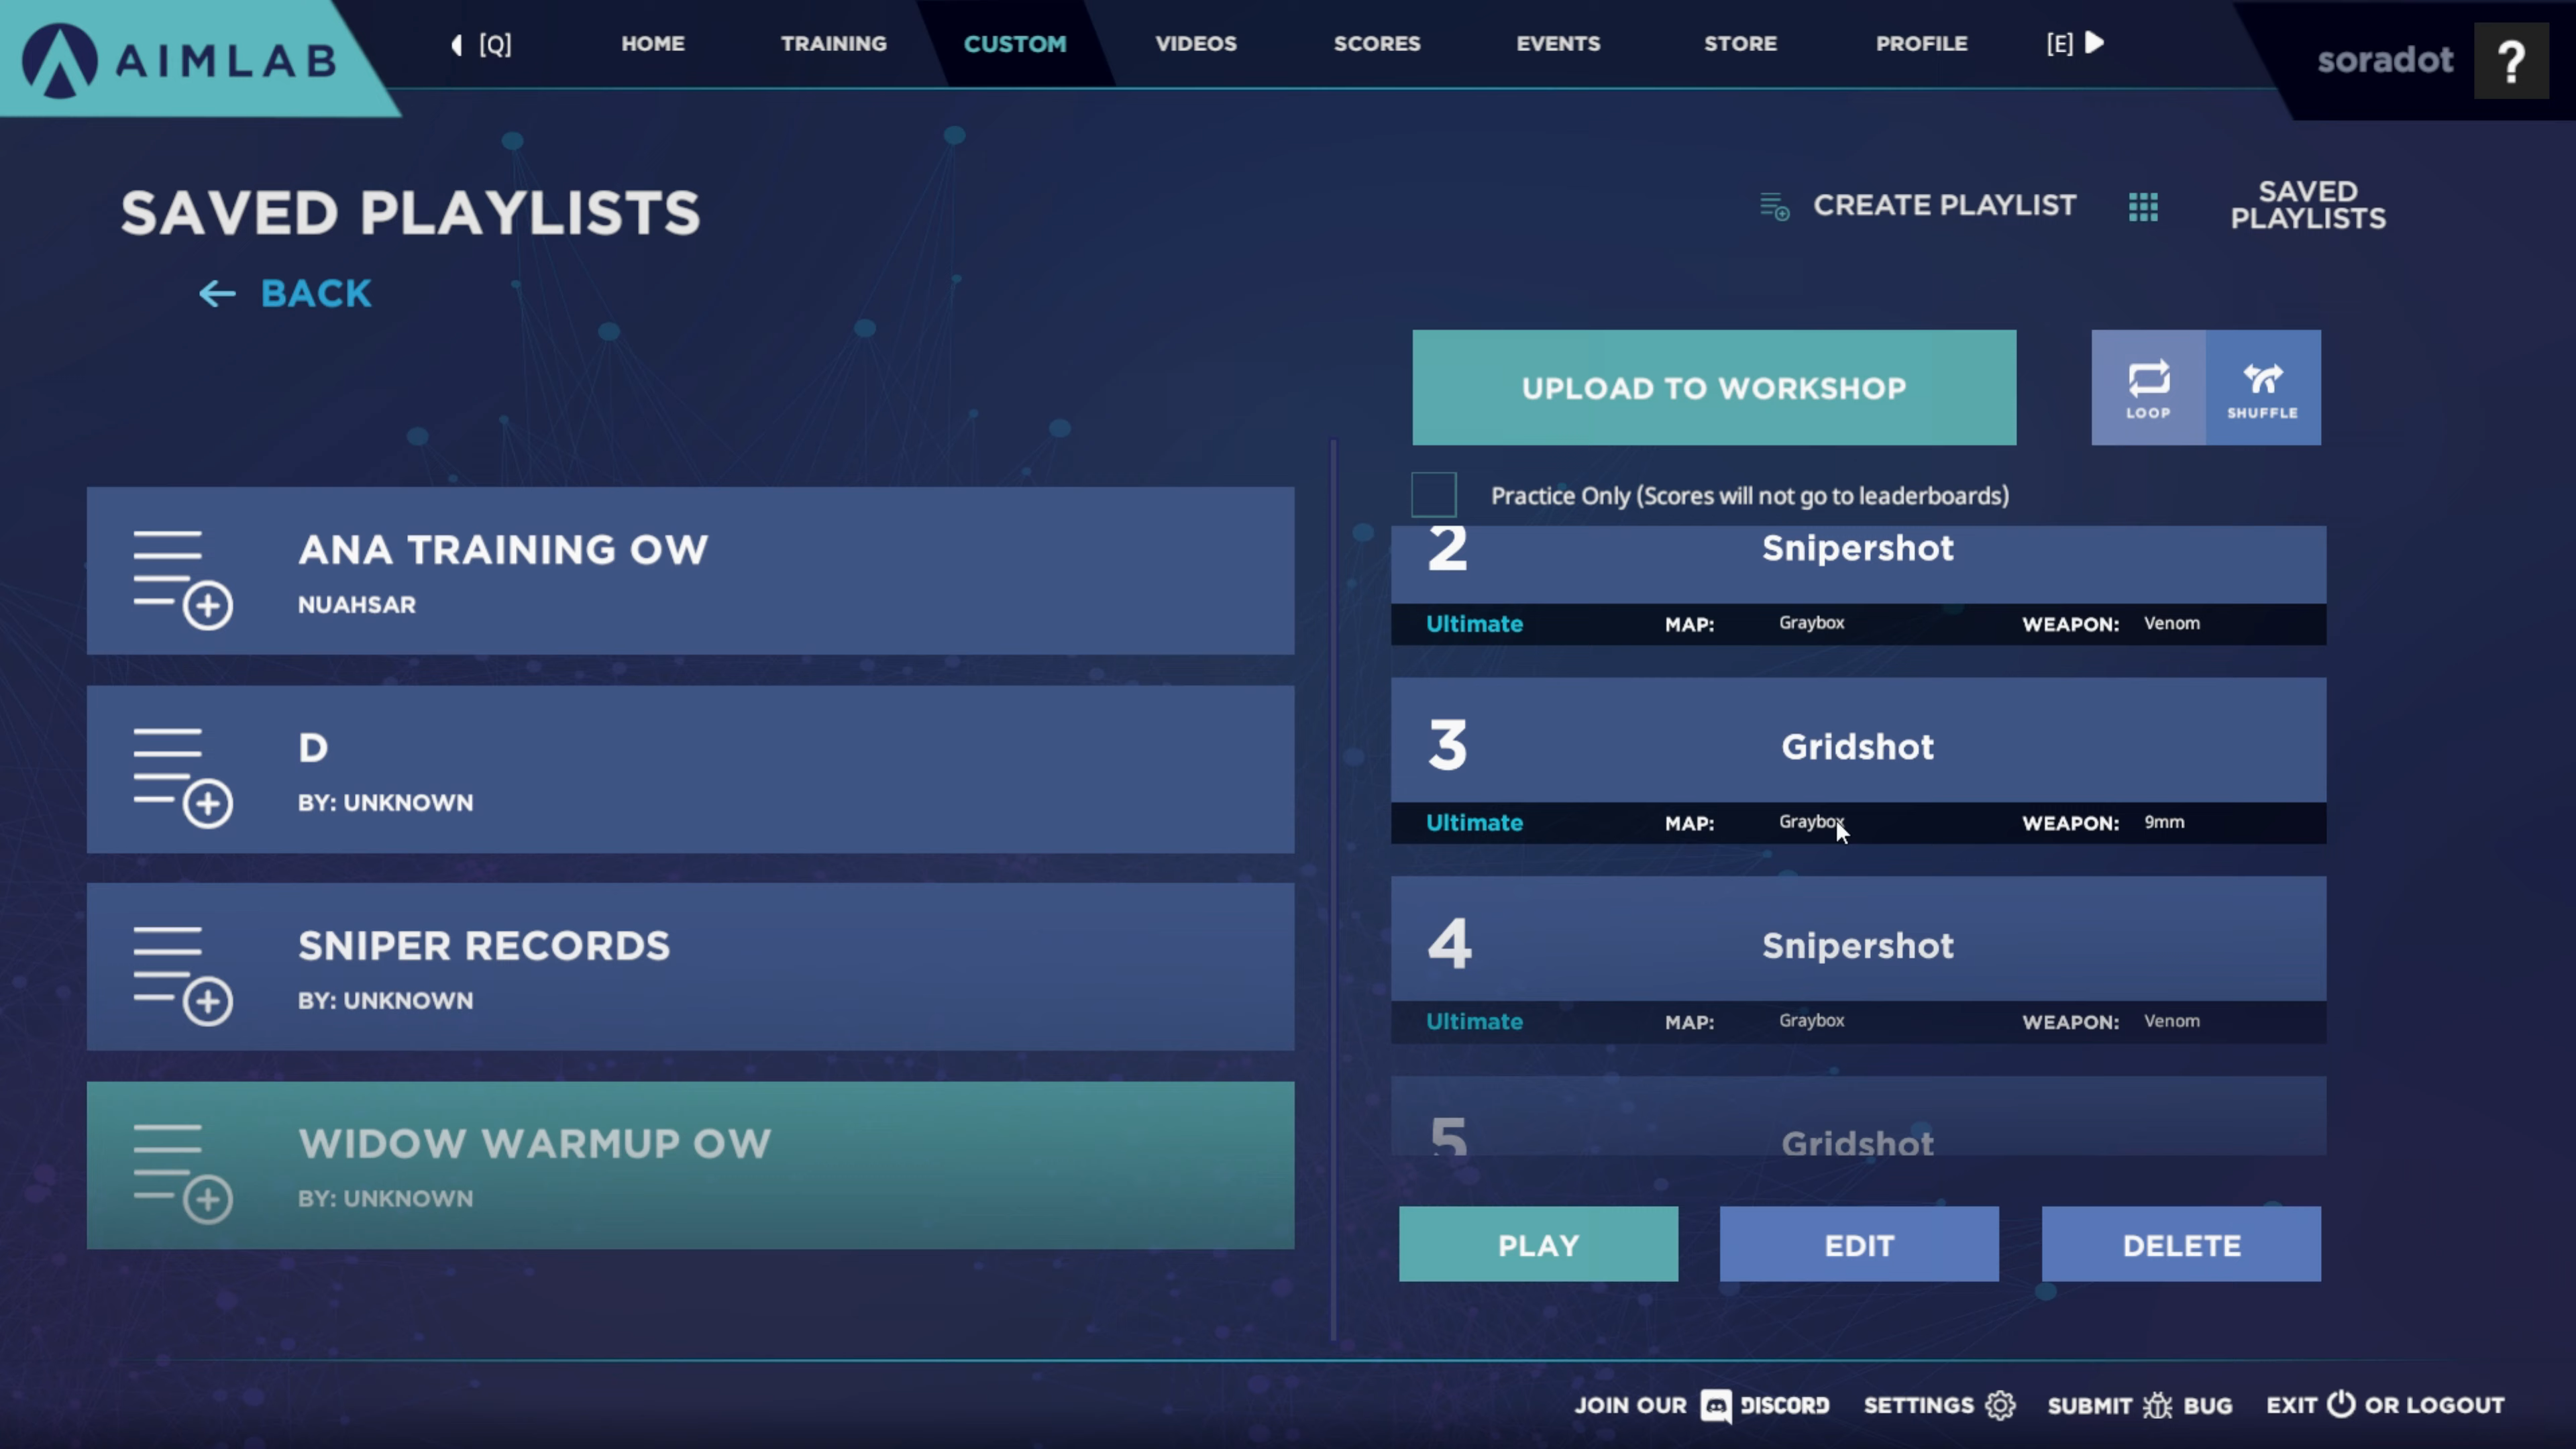 AIMLAB
[Q]
HOME
TRAINING
CUSTOM
VIDEOS
SCORES
EVENTS
STORE
PROFILE
[E]
soradot
?
SAVED PLAYLISTS
BACK
CREATE PLAYLIST
SAVED
PLAYLISTS
UPLOAD TO WORKSHOP
LOOP
SHUFFLE
Practice Only (Scores will not go to leaderboards)
ANA TRAINING OW
NUAHSAR
D
BY: UNKNOWN
SNIPER RECORDS
BY: UNKNOWN
WIDOW WARMUP OW
BY: UNKNOWN
2 Snipershot
Ultimate MAP: Graybox WEAPON: Venom
3 Gridshot
Ultimate MAP: Graybox WEAPON: 9mm
4 Snipershot
Ultimate MAP: Graybox WEAPON: Venom
5 Gridshot
PLAY
EDIT
DELETE
JOIN OUR DISCORD
SETTINGS
SUBMIT BUG
EXIT OR LOGOUT